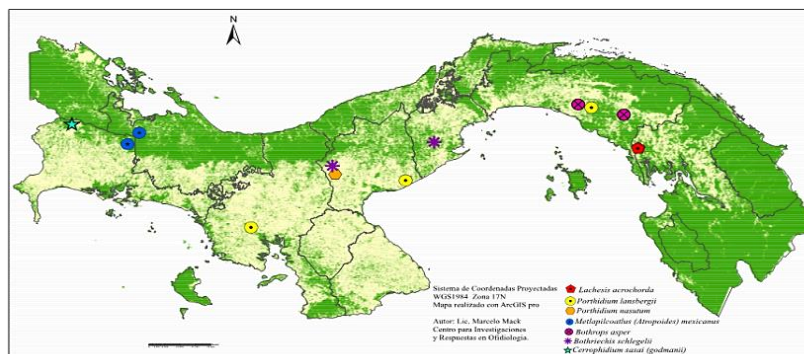 N
Sistema de Coordenadas Proyectadas
WGS1984 Zona 17N
Mapa realizado con ArcGIS pro
Autor: Lic. Marcelo Mack
Centro para Investigaciones
y Respuestas en Ofidiología.
Lachesis acrochorda
Porthidium lansbergii
Porthidium nasutum
Metlapilcoatlus (Atropoides) mexicanus
Bothrops asper
Bothriechis schlegelii
Cerrophidium sasai (godmanii)